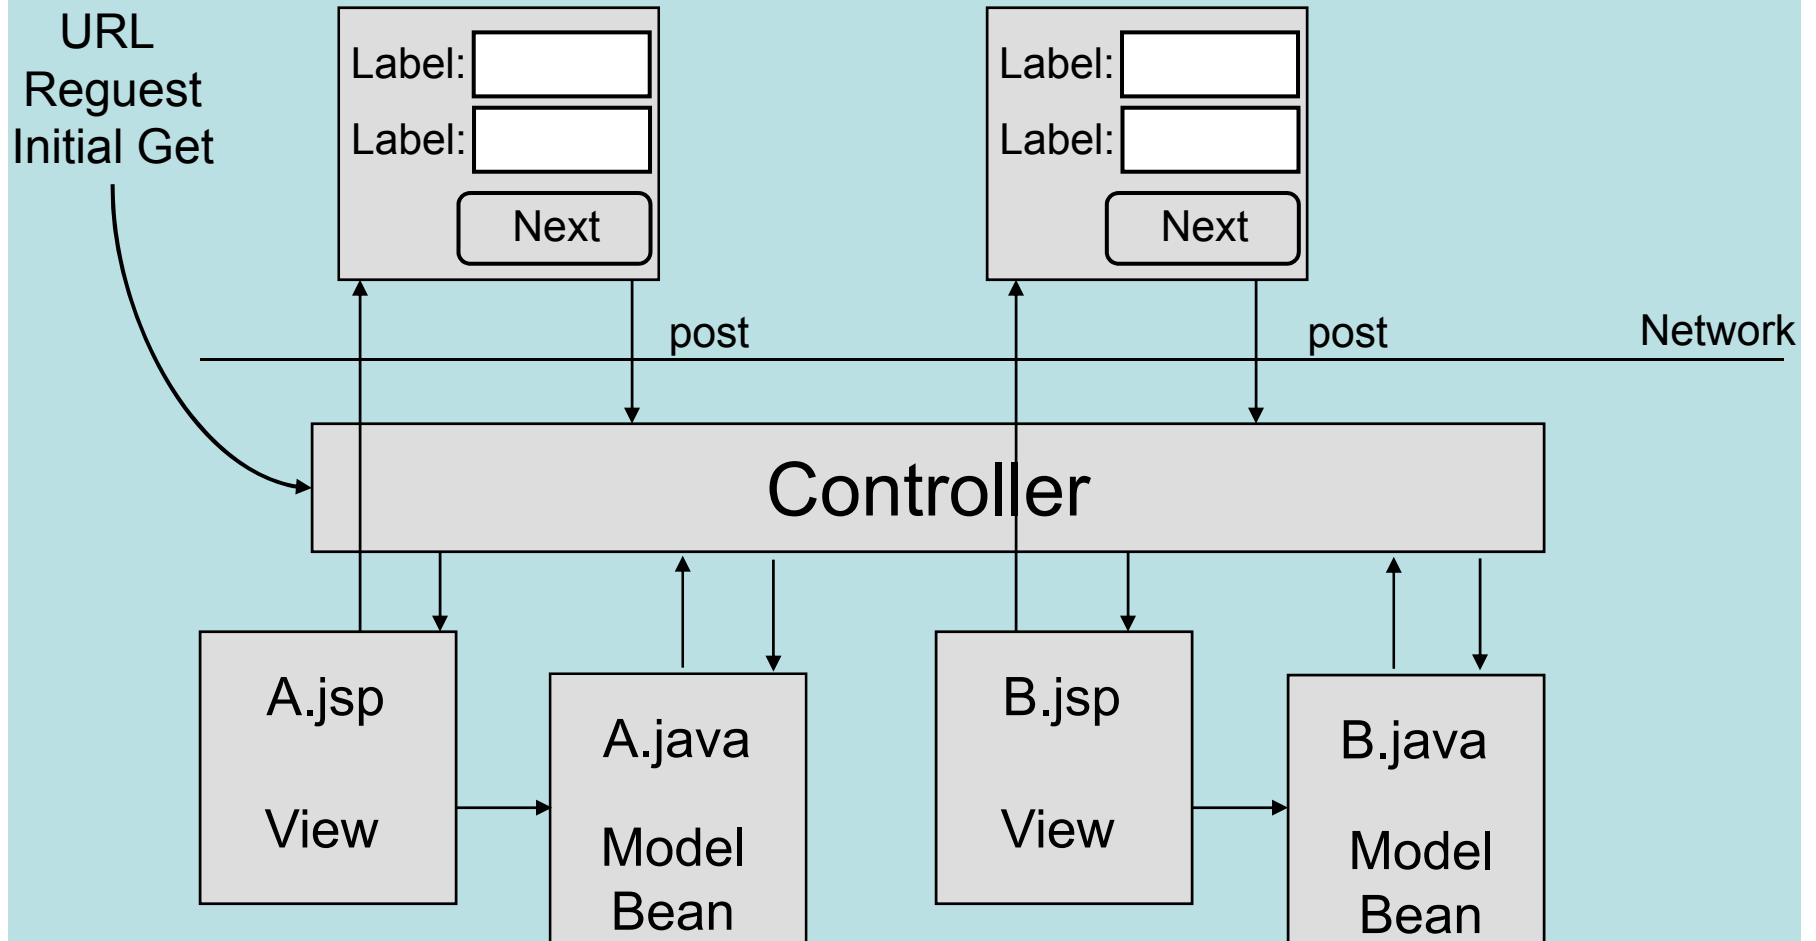 URL
Reguest
Initial Get
Label:
Label:
Next
Label:
Label:
Next
post
post
Network
Controller
A.jsp
View
A.java
Model
Bean
B.jsp
View
B.java
Model
Bean